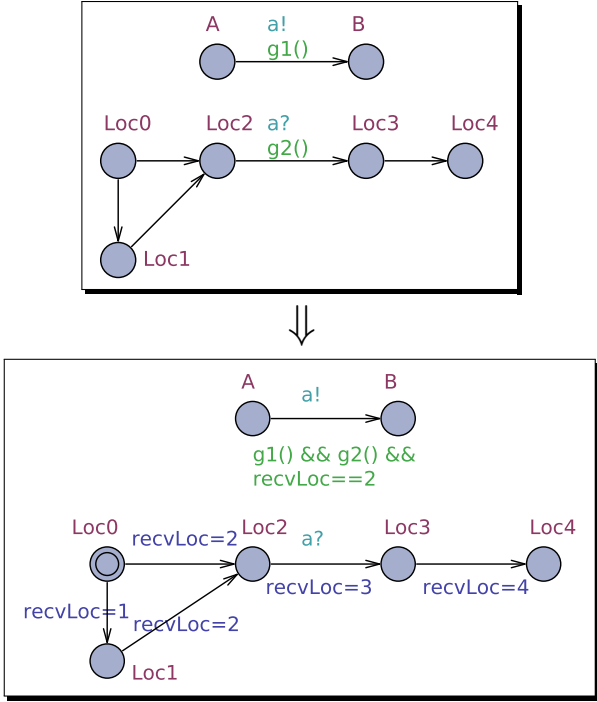 A a! B
g1()
Loc0 Loc2 a? Loc3 Loc4
g2()
Loc1
⇓
A a! B
g1() && g2() &&
recvLoc==2
Loc0 Loc2 a? Loc3 Loc4
recvLoc=2
recvLoc=3 recvLoc=4
recvLoc=1
recvLoc=2
Loc1